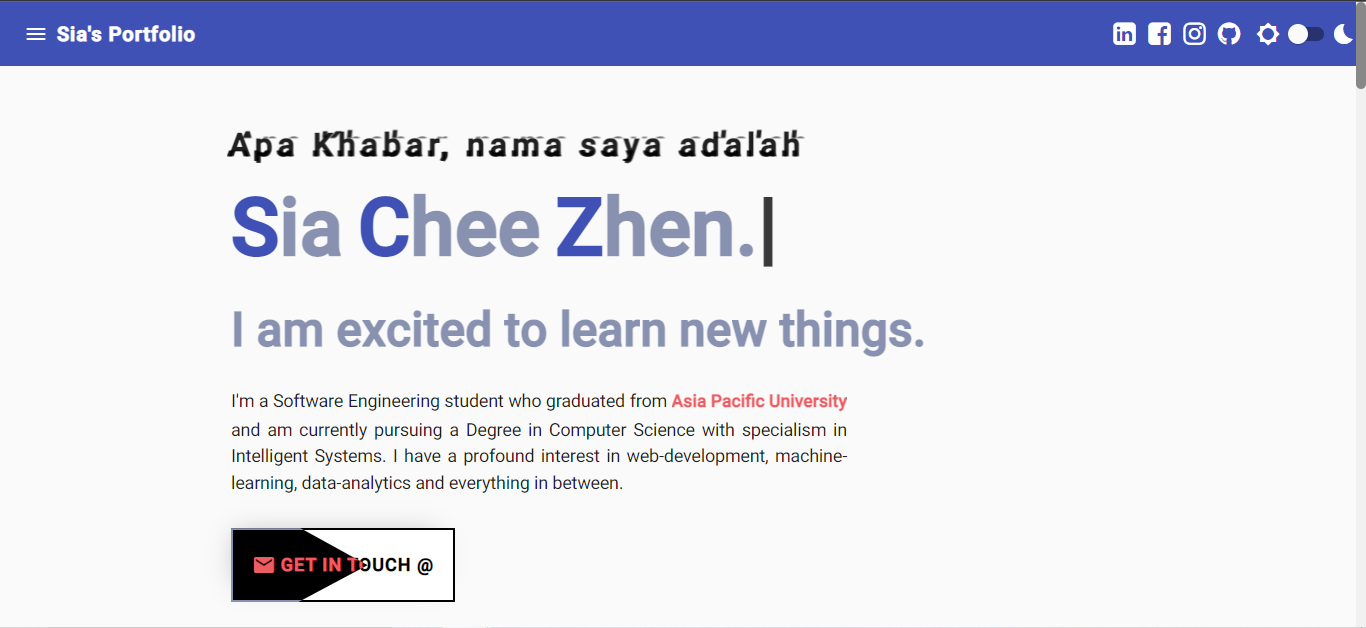 Sia's Portfolio
Apa Khabar, nama saya adalah
Sia Chee Zhen.
I am excited to learn new things.
I'm a Software Engineering student who graduated from Asia Pacific University
and am currently pursuing a Degree in Computer Science with specialism in
Intelligent Systems. I have a profound interest in web-development, machine-
learning, data-analytics and everything in between.
GET IN TOUCH @